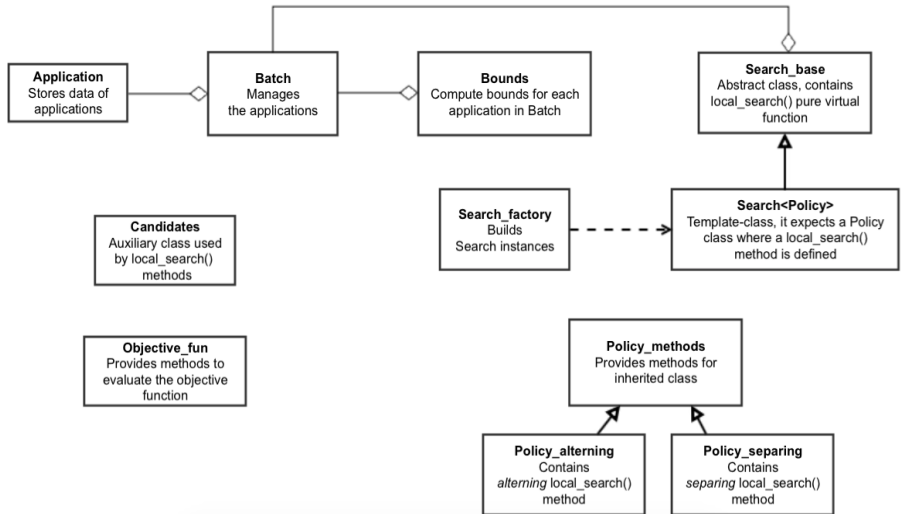 Application
Stores data of
applications
Batch
Manages
the applications
Bounds
Compute bounds for each
application in Batch
Search_base
Abstract class, contains
local_search() pure virtual
function
Candidates
Auxiliary class used
by local_search()
methods
Search_factory
Builds
Search instances
Search<Policy>
Template-class, it expects a Policy
class where a local_search()
method is defined
Objective_fun
Provides methods to
evaluate the objective
function
Policy_methods
Provides methods for
inherited class
Policy_alterning
Contains
alterning local_search()
method
Policy_separing
Contains
separing local_search()
method